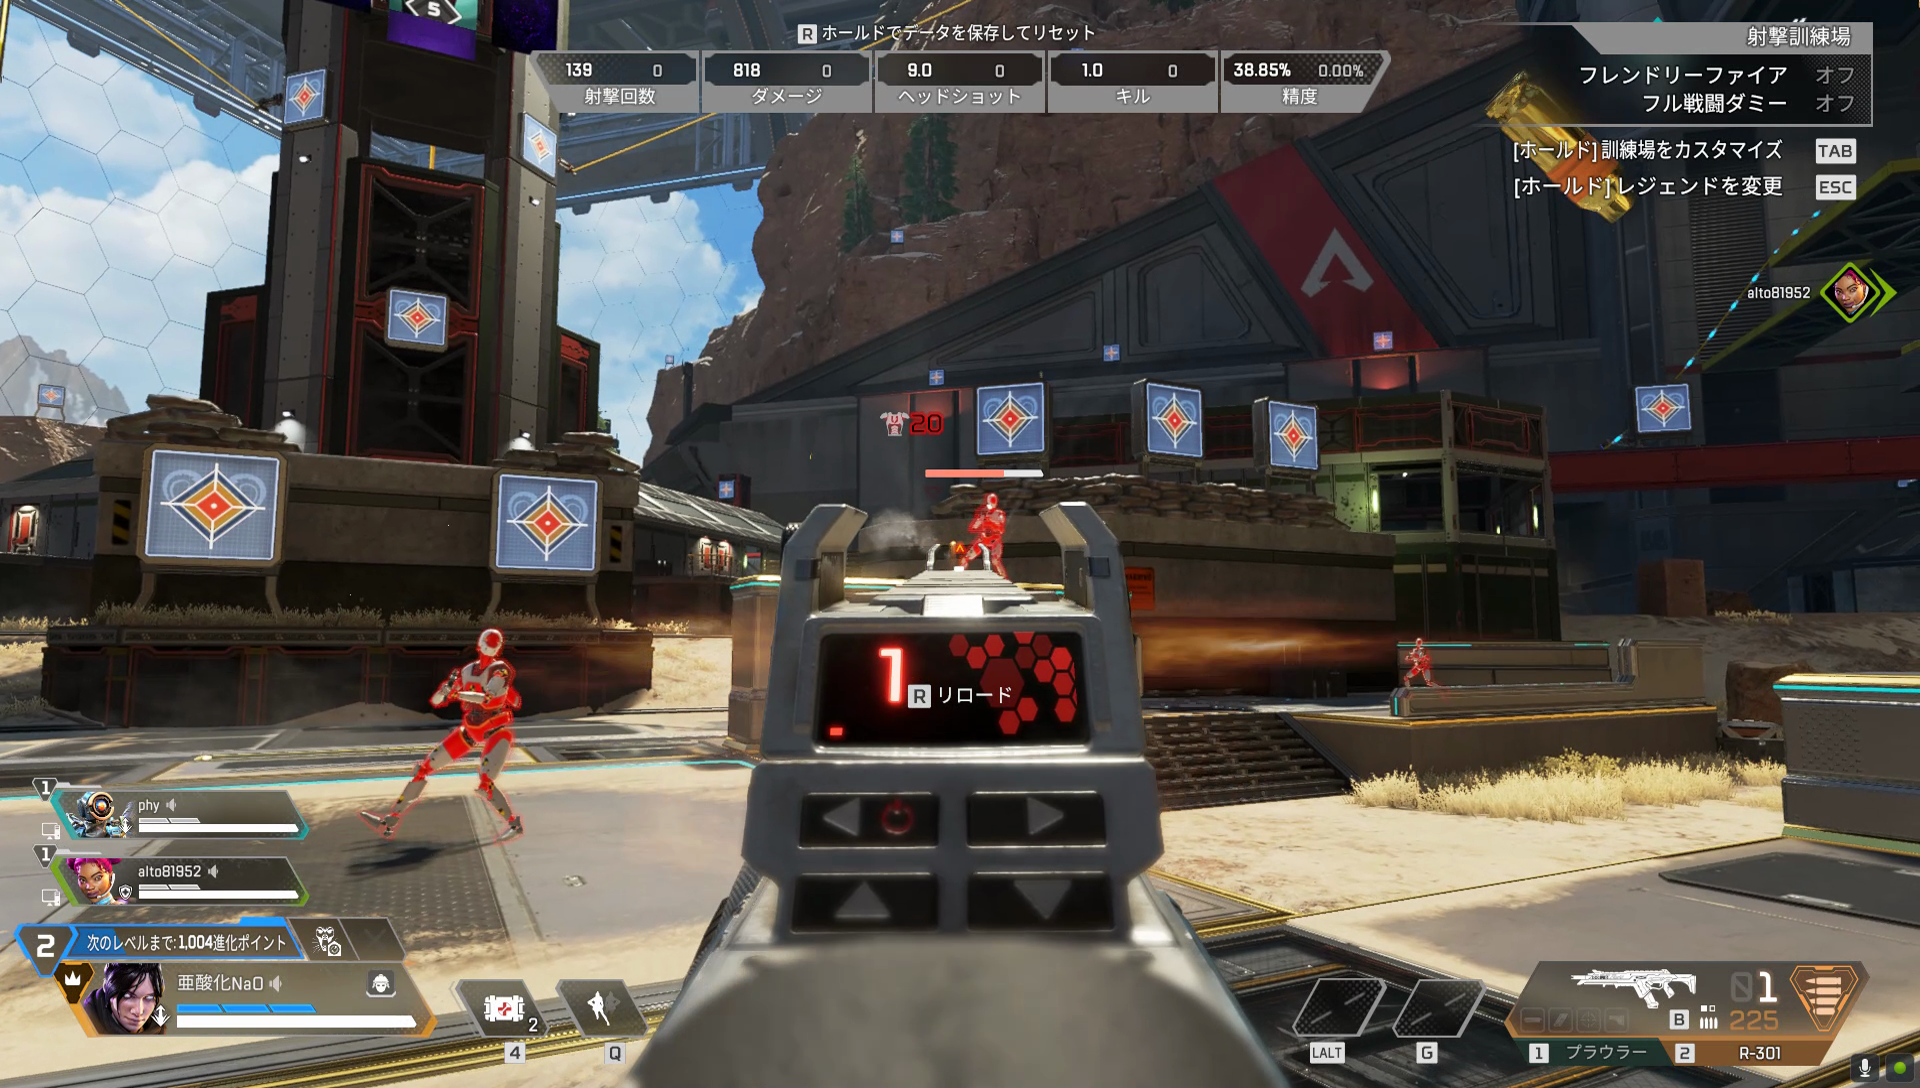 5
R ホールドでデータを保存してリセット
139 0 818 0 9.0 0 1.0 0 38.85% 0.00%
射撃回数 ダメージ ヘッドショット キル 精度
射撃訓練場
フレンドリーファイア オフ
フル戦闘ダミー オフ
[ホールド]訓練場をカスタマイズ TAB
[ホールド]レジェンドを変更 ESC
alto81952
20
1
R リロード
1
phy
1
alto81952
2 次のレベルまで:1,004進化ポイント
亜酸化NaO
2
4 Q
LALT G
01
B 225
1 ブラウラー 2 R-301